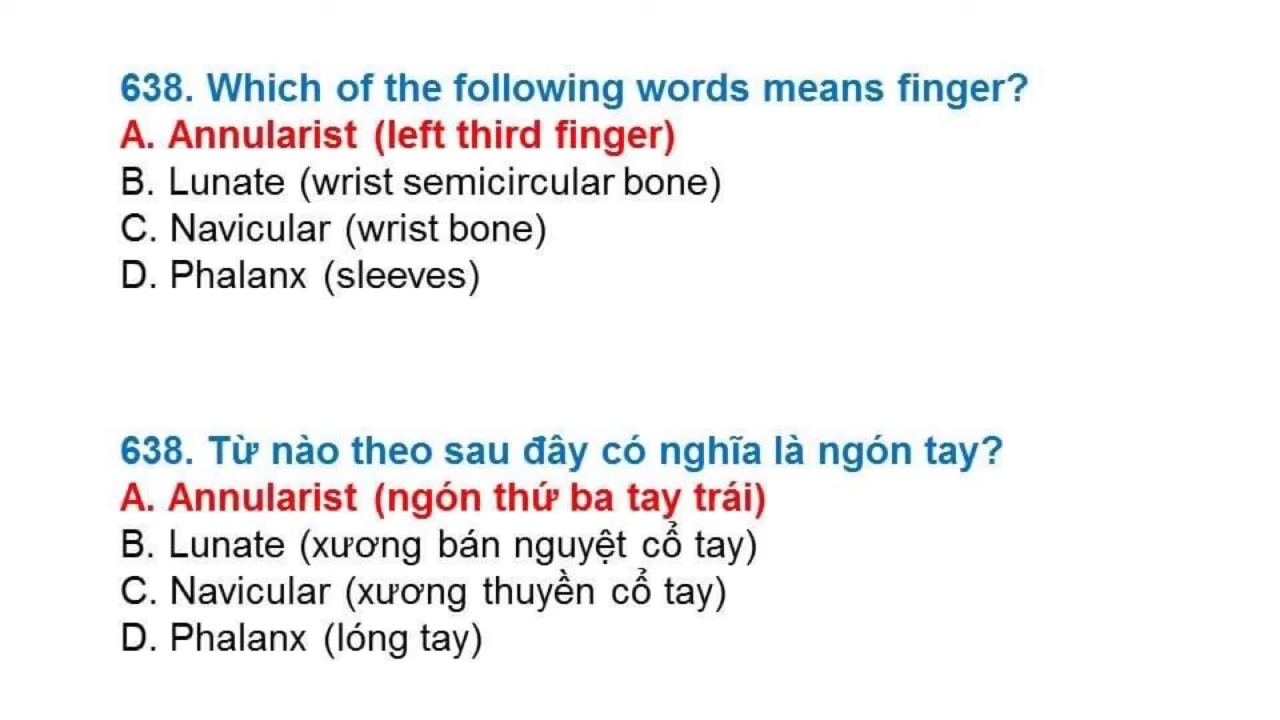 638. Which of the following words means finger?
A. Annularist (left third finger)
B. Lunate (wrist semicircular bone)
C. Navicular (wrist bone)
D. Phalanx (sleeves)
638. Từ nào theo sau đây có nghĩa là ngón tay?
A. Annularist (ngón thứ ba tay trái)
B. Lunate (xương bán nguyệt cổ tay)
C. Navicular (xương thuyền cổ tay)
D. Phalanx (lóng tay)